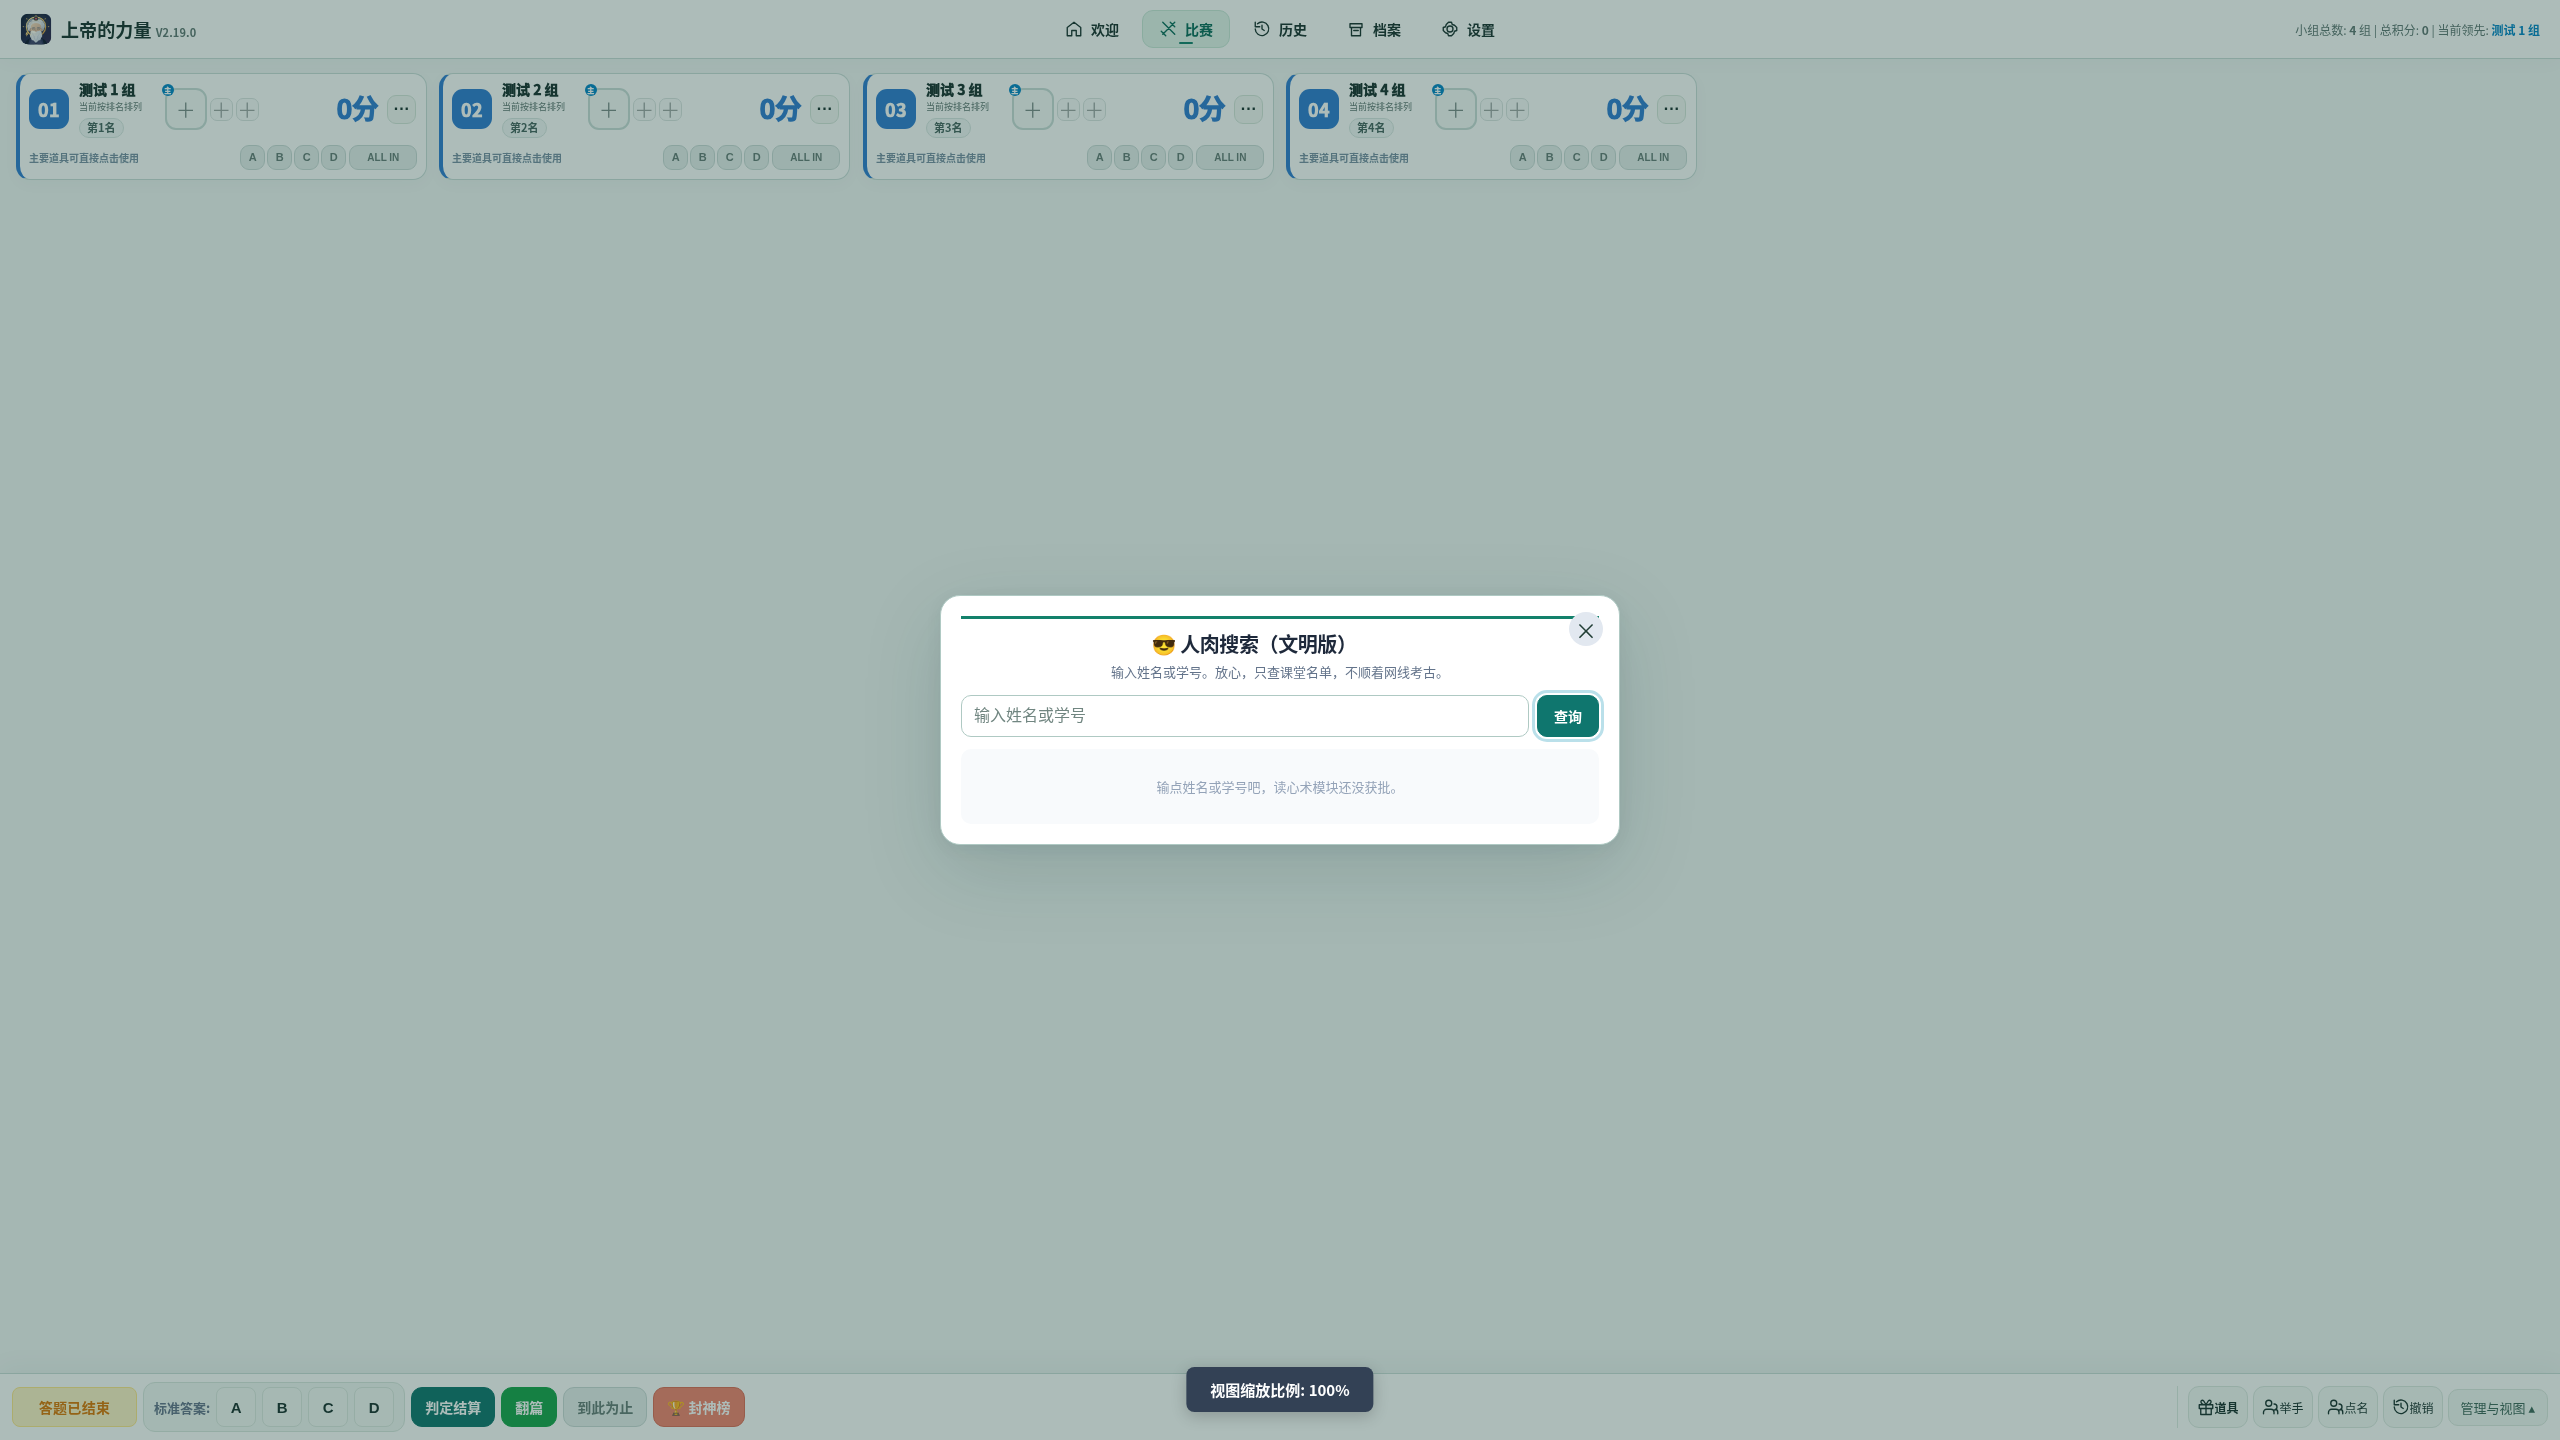 上帝的力量 V2.19.0
欢迎
比赛
历史
档案
设置
小组总数: 4 组 | 总积分: 0 | 当前领先: 测试 1 组
01
测试 1 组
当前按排名排列
第1名
主
0分
...
主要道具可直接点击使用
A B C D ALL IN
02
测试 2 组
当前按排名排列
第2名
主
0分
...
主要道具可直接点击使用
A B C D ALL IN
03
测试 3 组
当前按排名排列
第3名
主
0分
...
主要道具可直接点击使用
A B C D ALL IN
04
测试 4 组
当前按排名排列
第4名
主
0分
...
主要道具可直接点击使用
A B C D ALL IN
😎 人肉搜索（文明版）
输入姓名或学号。放心，只查课堂名单，不顺着网线考古。
输入姓名或学号
查询
输点姓名或学号吧，读心术模块还没获批。
视图缩放比例: 100%
答题已结束
标准答案: A B C D
判定结算
翻篇
到此为止
🏆 封神榜
道具
举手
点名
撤销
管理与视图 ▴